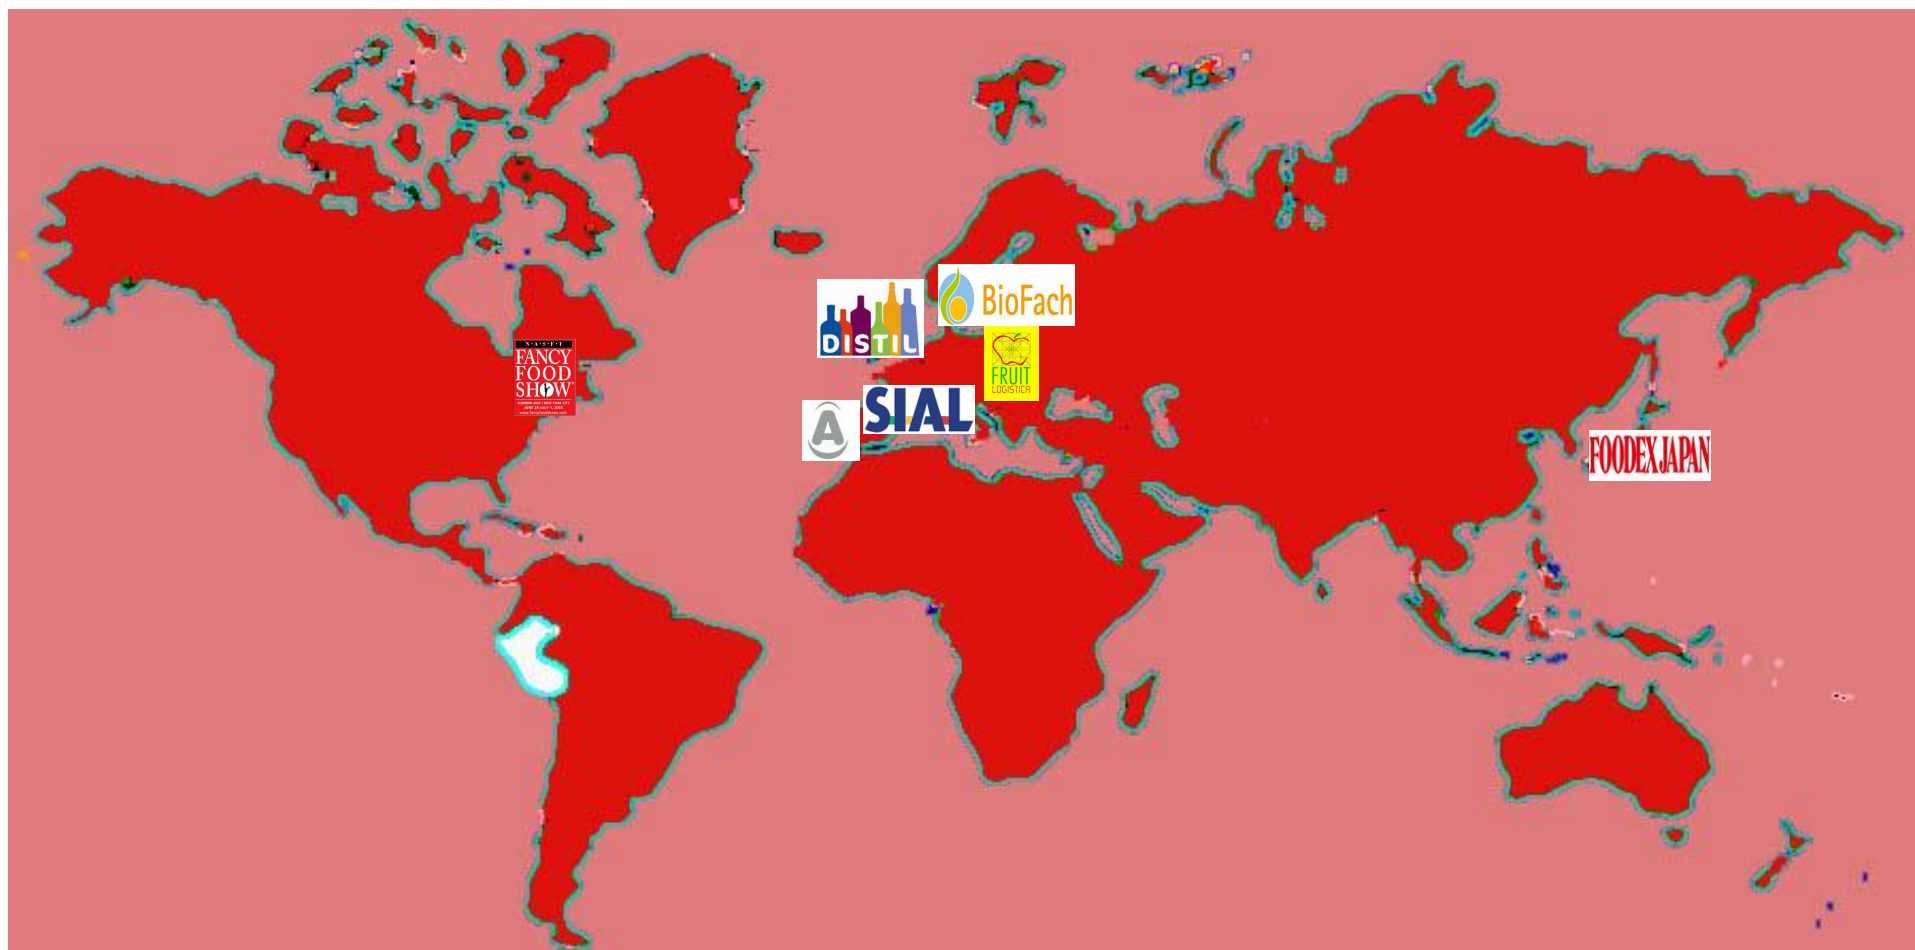 DISTIL
BioFach
N·A·S·F·T
FANCY
FOOD
SHOW
FRUIT
LOGISTICA
SIAL
A
FOODEX JAPAN